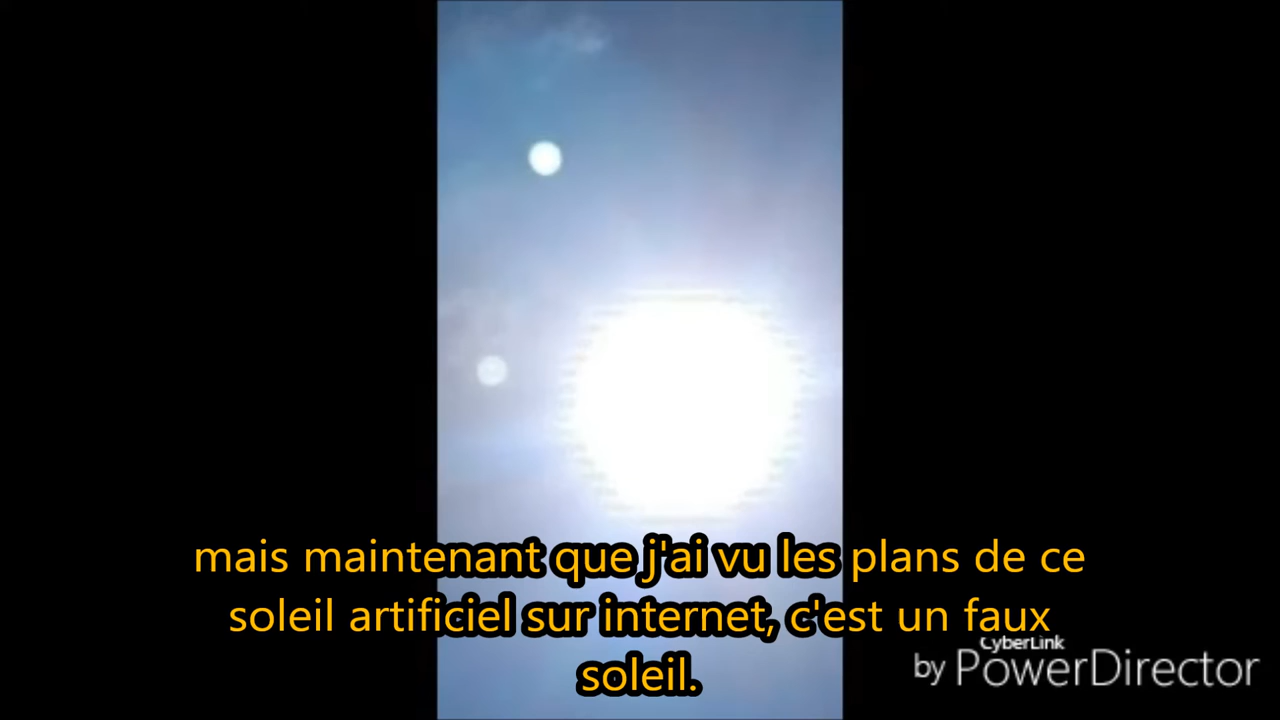 mais maintenant que j'ai vu les plans de ce
soleil artificiel sur internet, c'est un faux
soleil.
CyberLink
by PowerDirector